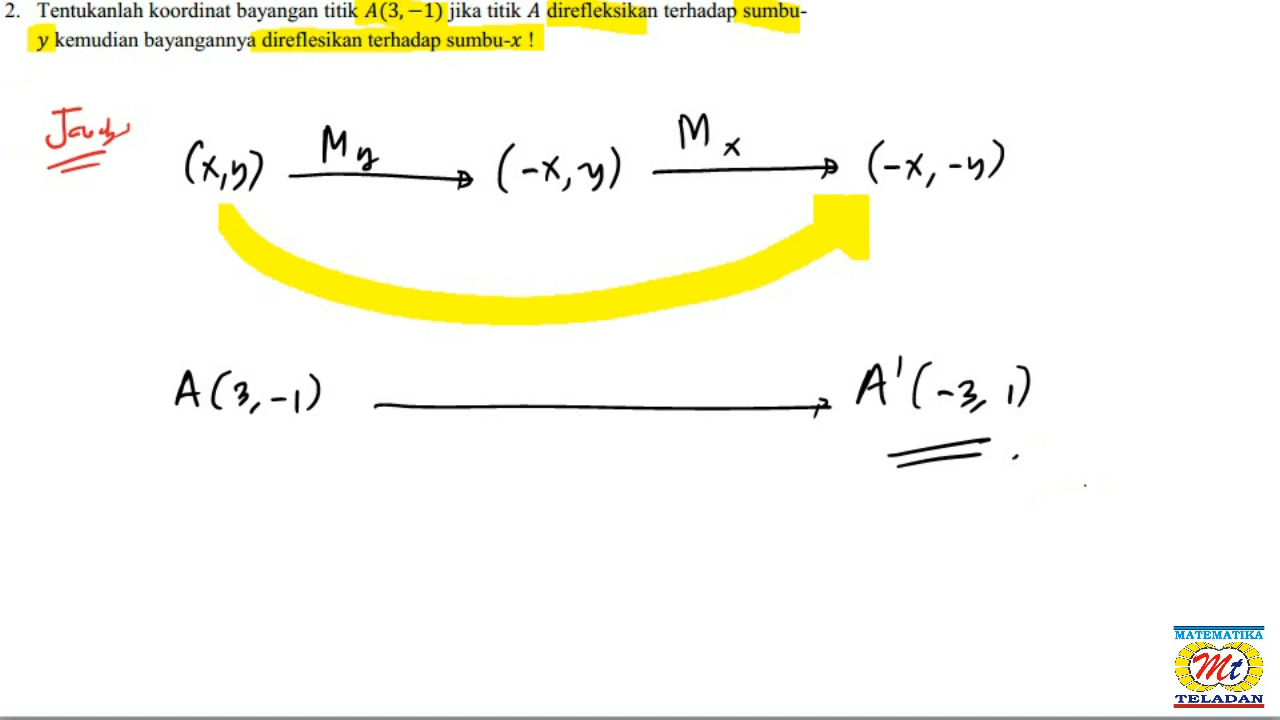 2. Tentukanlah koordinat bayangan titik A(3, −1) jika titik A direfleksikan terhadap sumbu-
y kemudian bayangannya direflesikan terhadap sumbu-x !
Jawab
(x,y) My (-x, y) Mx (-x, -y)
A(3, -1) A'(-3, 1)
MATEMATIKA
Mt
TELADAN